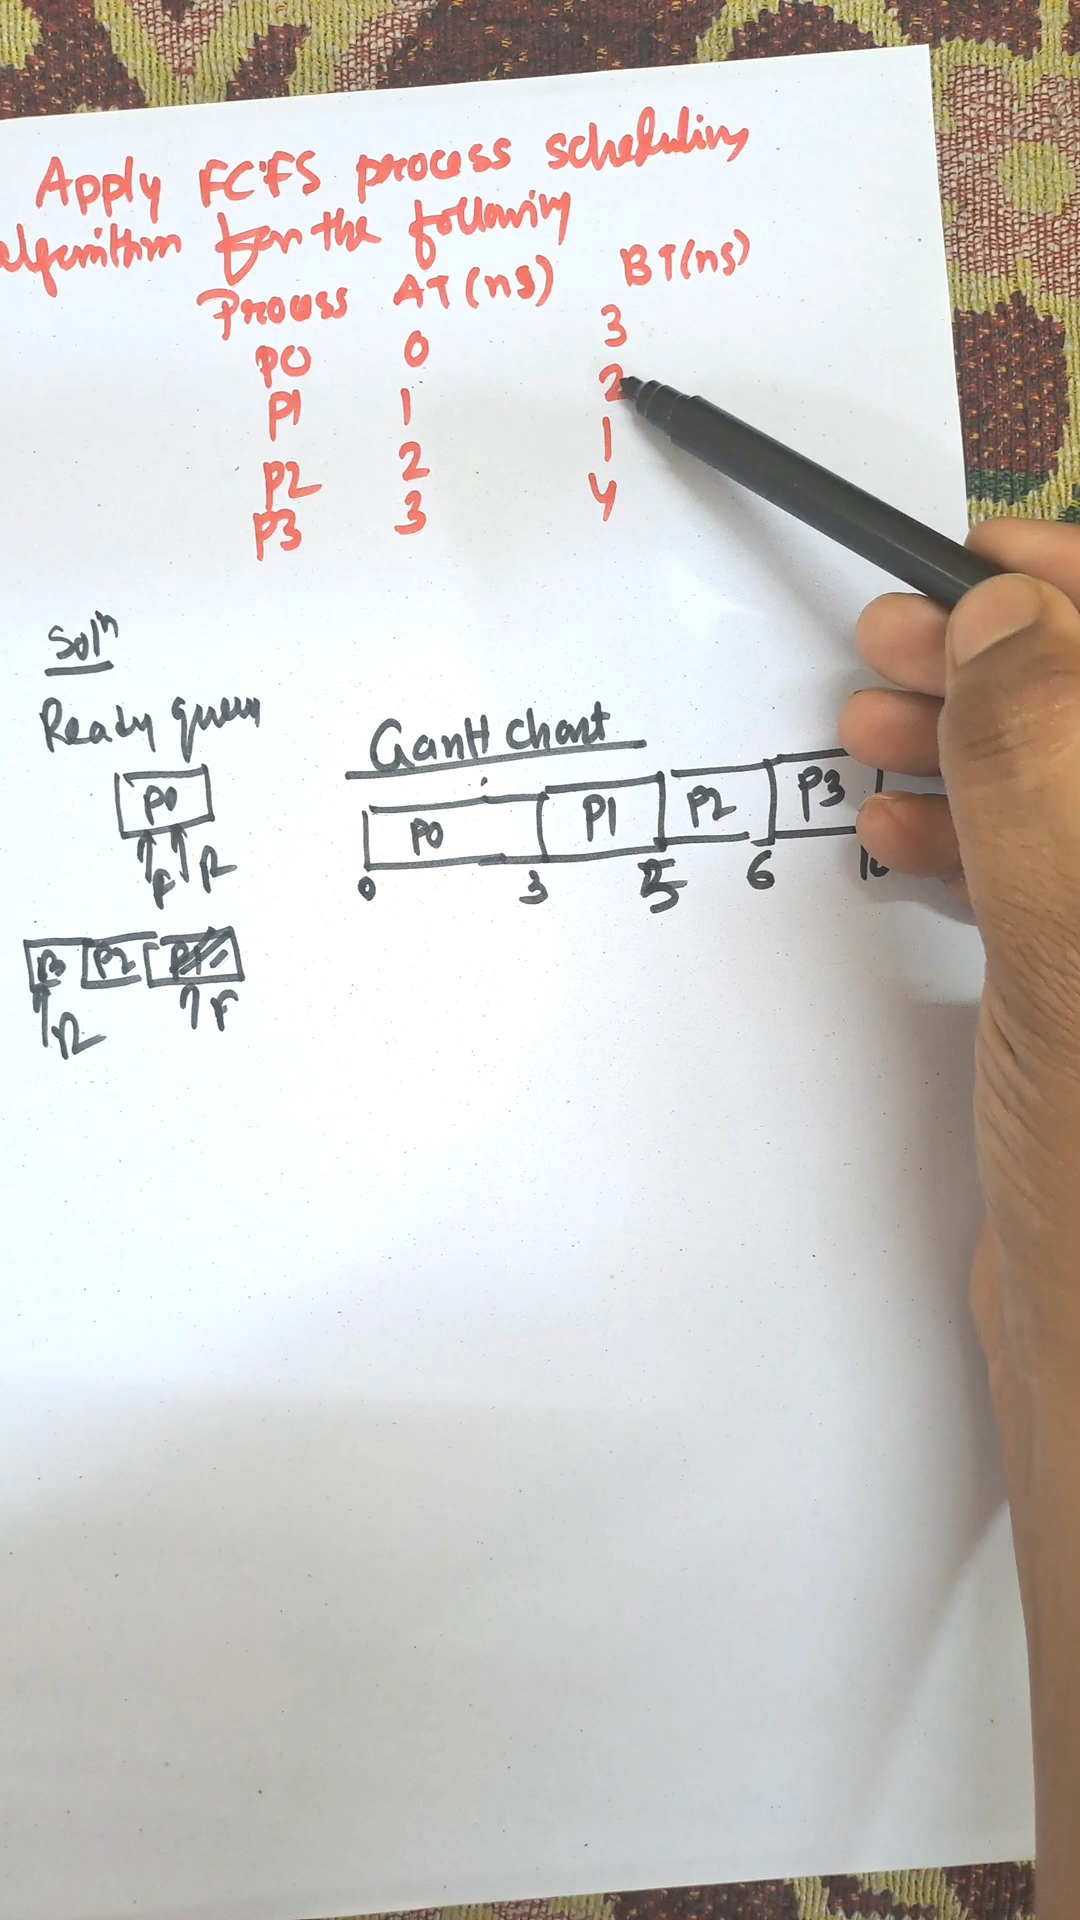 Apply FCFS process scheduling
algorithm for the following
Process AT(ns) BT(ns)
P0 0 3
P1 1 2
P2 2 1
P3 3 4
Soln
Ready queue
Gantt chart
P0
F R
P0 P1 P2 P3
0 3 5 6 10
P3 P2 P1
R F